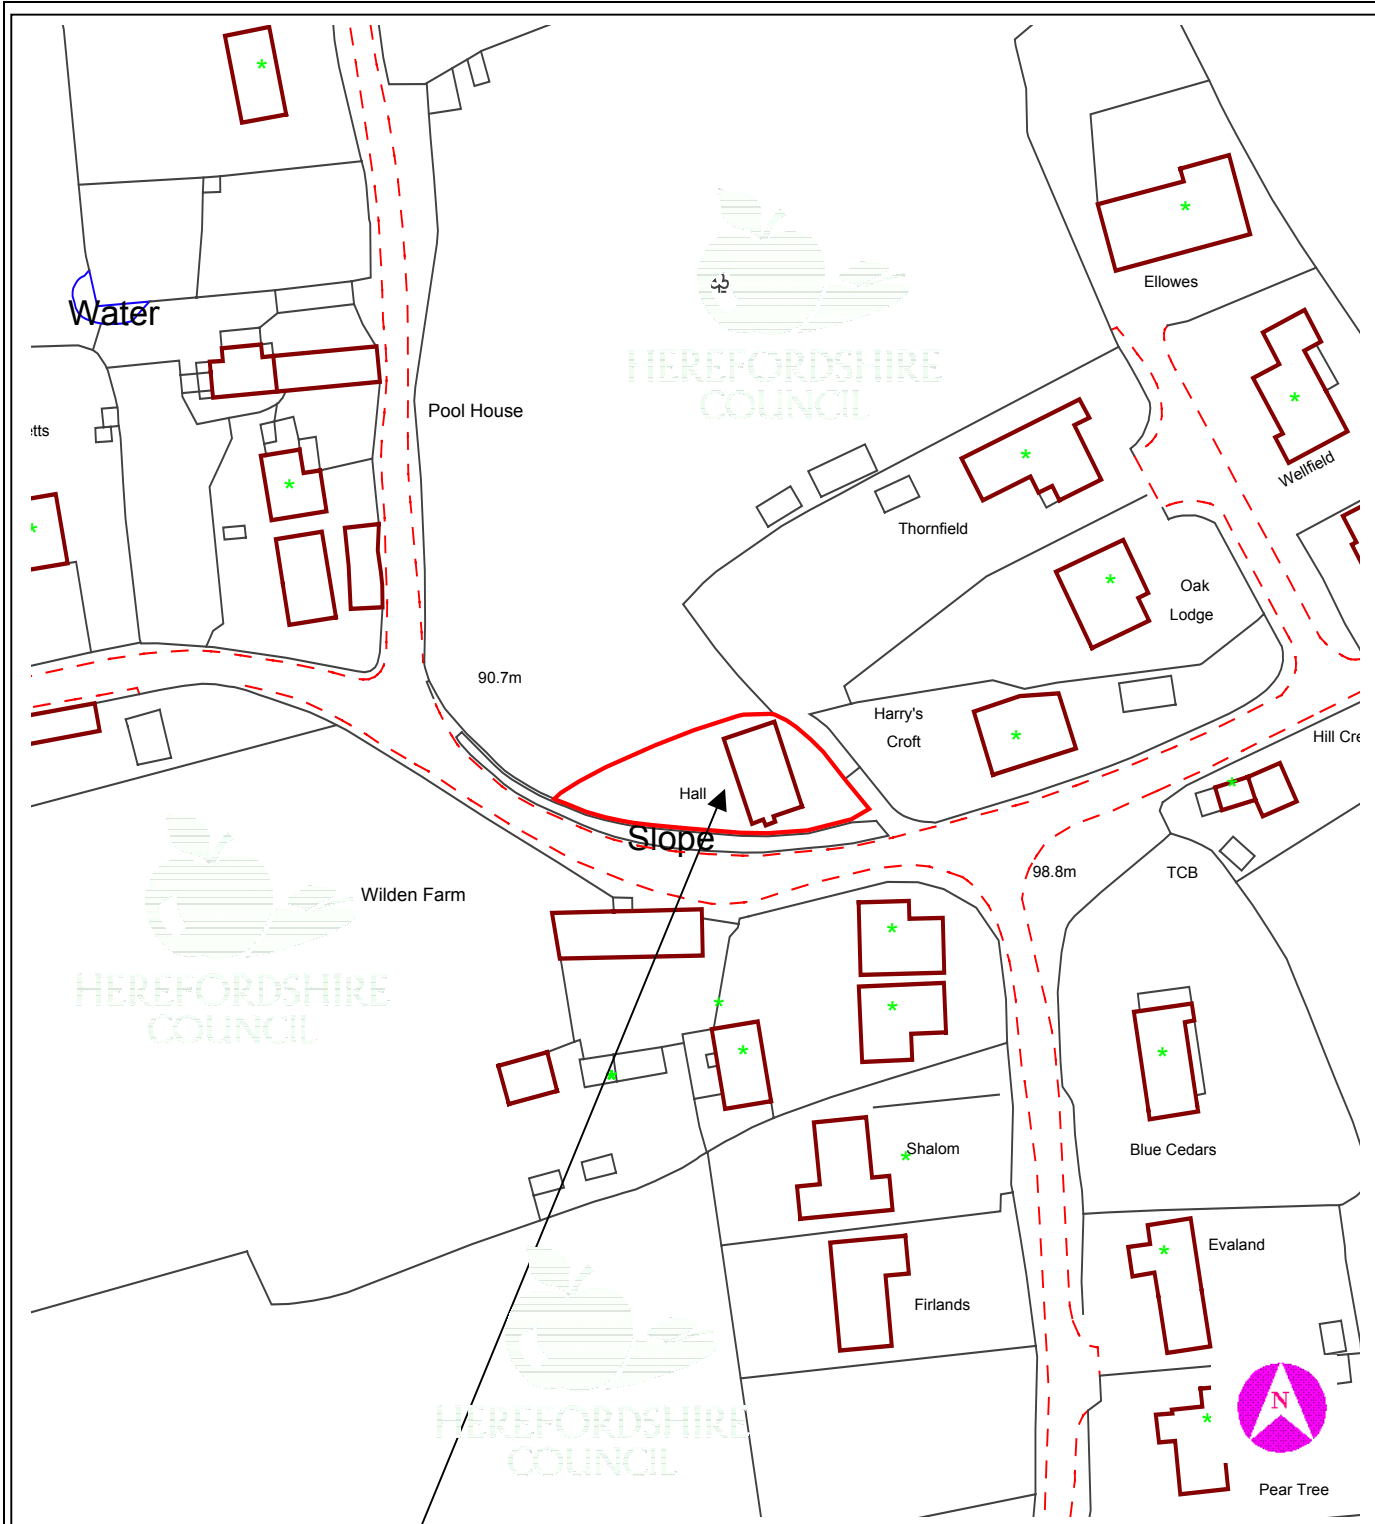 Ellowes
HEREFORDSHIRE
COUNCIL
Water
Pool House
etts
Wellfield
Thornfield
Oak
Lodge
90.7m
Harry's
Croft
Hill Cre
Hall
Slope
98.8m
TCB
Wilden Farm
HEREFORDSHIRE
COUNCIL
Shalom
Blue Cedars
Evaland
Firlands
HEREFORDSHIRE
COUNCIL
N
Pear Tree